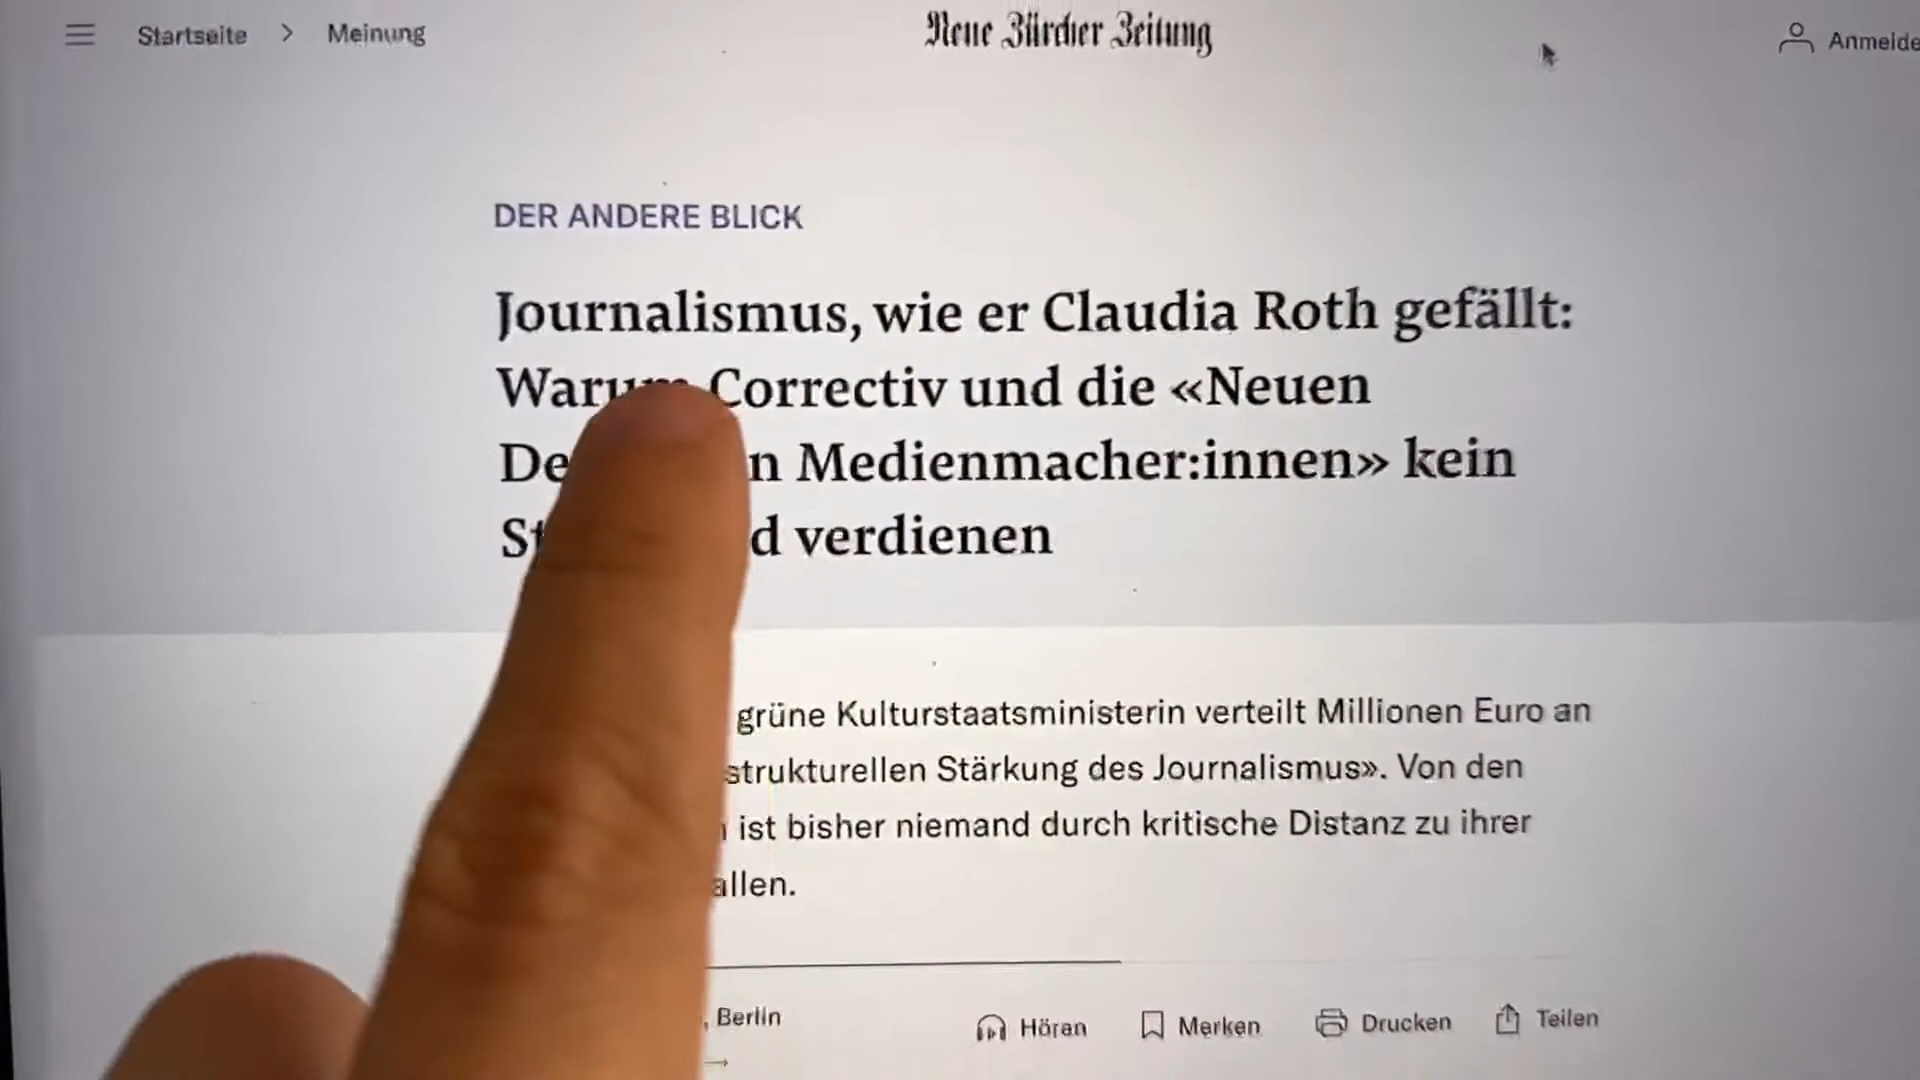 Startseite > Meinung
Neue Zürcher Zeitung
Anmelde
DER ANDERE BLICK
Journalismus, wie er Claudia Roth gefällt:
Warum Correctiv und die «Neuen
Medienmacher:innen» kein
verdienen
grüne Kulturstaatsministerin verteilt Millionen Euro an
strukturellen Stärkung des Journalismus». Von den
ist bisher niemand durch kritische Distanz zu ihrer
allen.
, Berlin
Hören
Merken
Drucken
Teilen